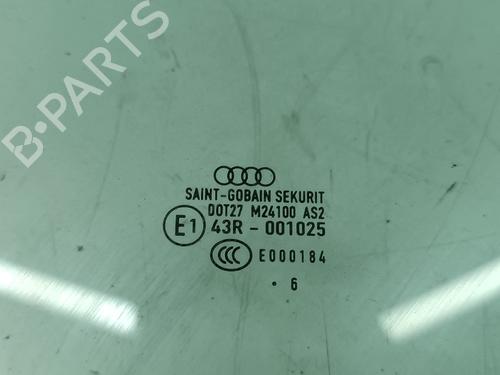 B-PARTS
SAINT-GOBAIN SEKURIT
DOT27 M24100 AS2
E1 43R - 001025
CCC E000184
. 6